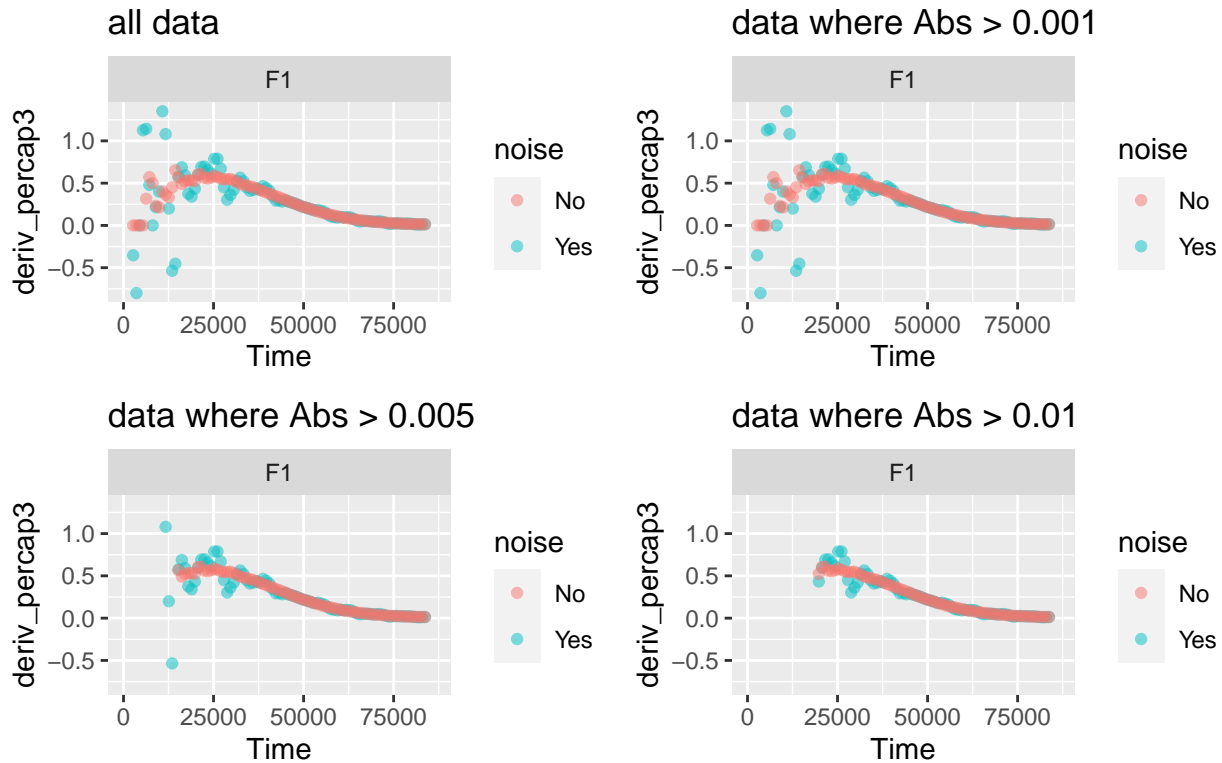 all data
F1
deriv_percap3
1.0
0.5
0.0
−0.5
0 25000 50000 75000
Time
noise
No
Yes
data where Abs > 0.001
F1
deriv_percap3
1.0
0.5
0.0
−0.5
0 25000 50000 75000
Time
noise
No
Yes
data where Abs > 0.005
F1
deriv_percap3
1.0
0.5
0.0
−0.5
0 25000 50000 75000
Time
noise
No
Yes
data where Abs > 0.01
F1
deriv_percap3
1.0
0.5
0.0
−0.5
0 25000 50000 75000
Time
noise
No
Yes